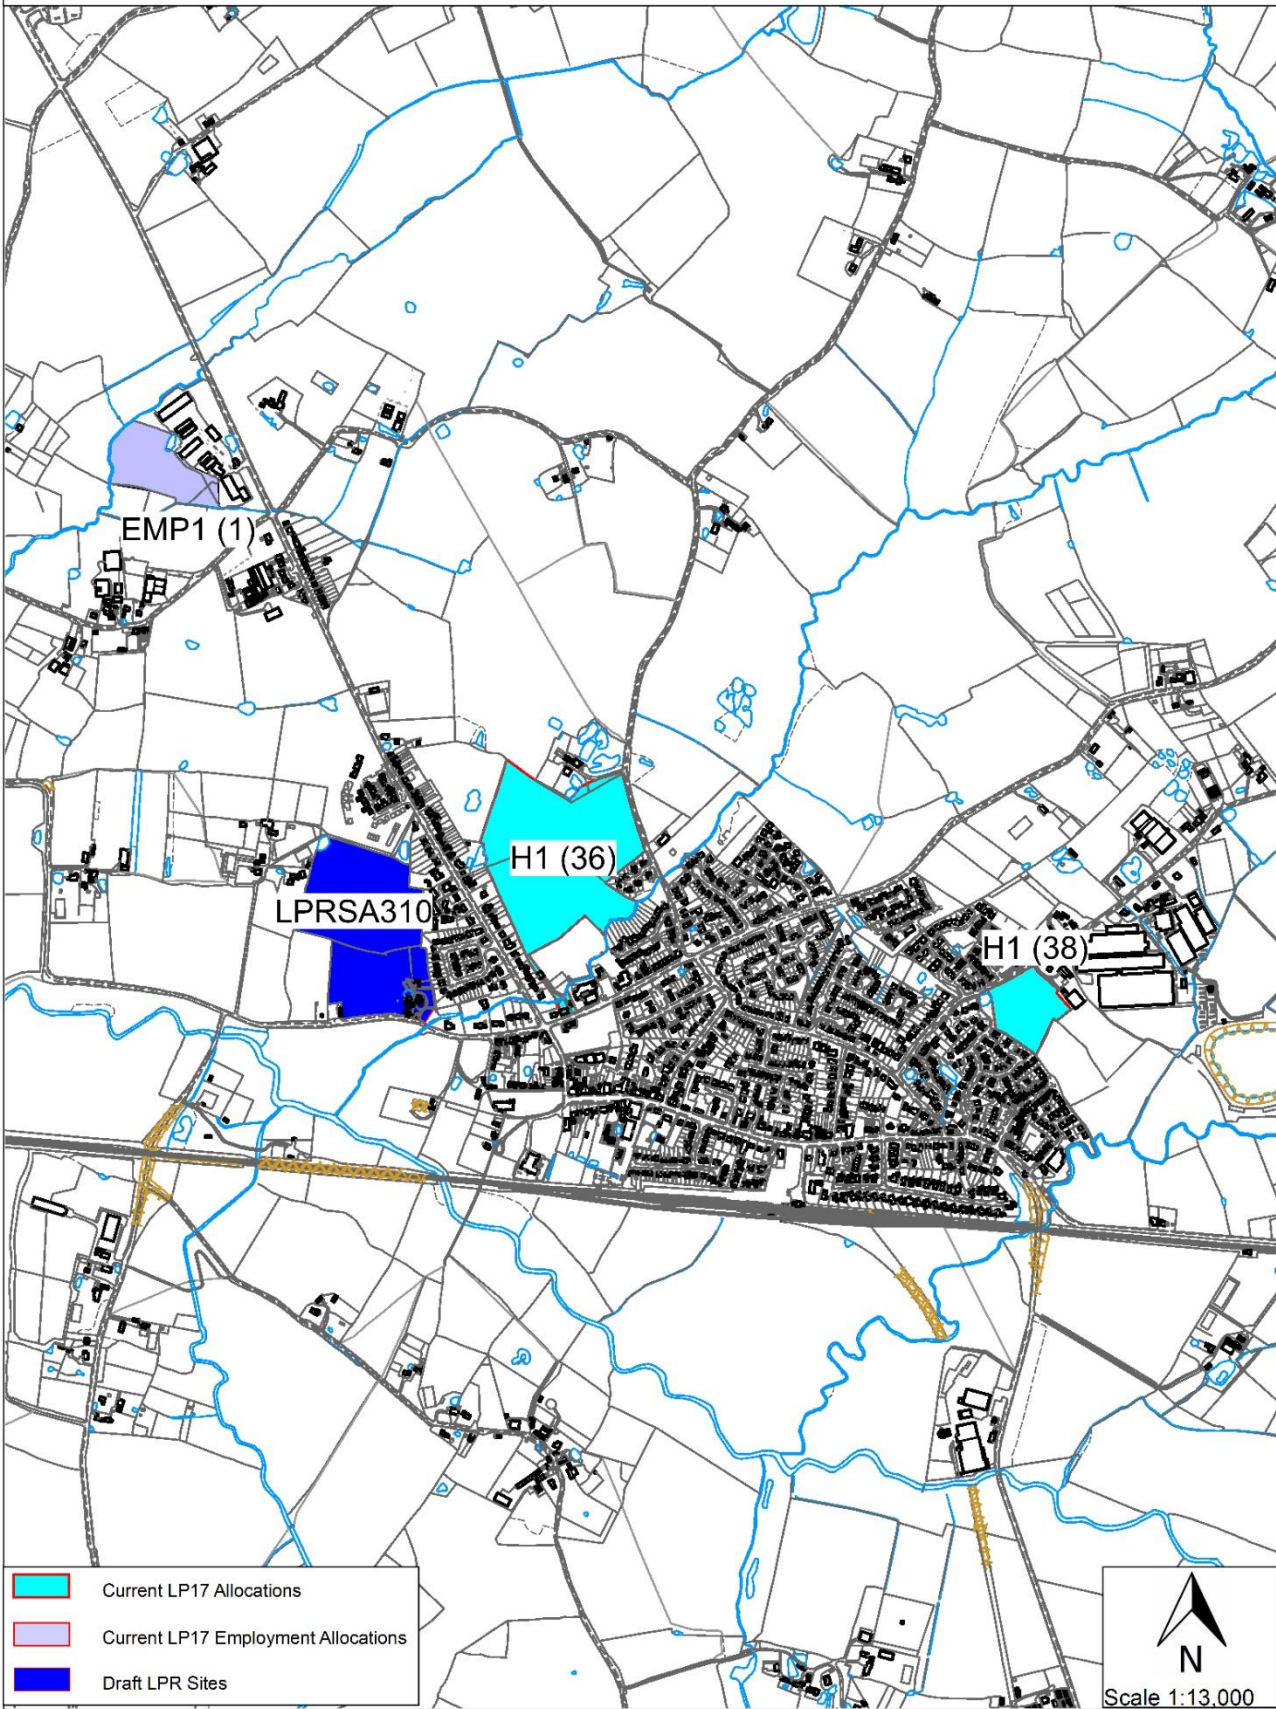 EMP1 (1)
H1 (36)
LPRSA310
H1 (38)
Current LP17 Allocations
Current LP17 Employment Allocations
Draft LPR Sites
N
Scale 1:13,000